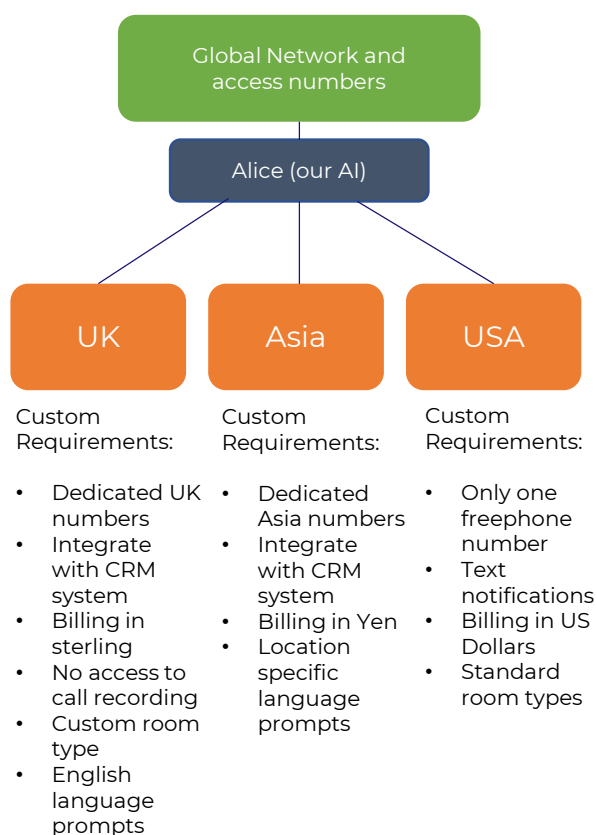 Global Network and
access numbers
Alice (our AI)
UK
Asia
USA
Custom
Requirements:
• Dedicated UK
numbers
• Integrate
with CRM
system
• Billing in
sterling
• No access to
call recording
• Custom room
type
• English
language
prompts
Custom
Requirements:
• Dedicated
Asia numbers
• Integrate
with CRM
system
• Billing in Yen
• Location
specific
language
prompts
Custom
Requirements:
• Only one
freephone
number
• Text
notifications
• Billing in US
Dollars
• Standard
room types